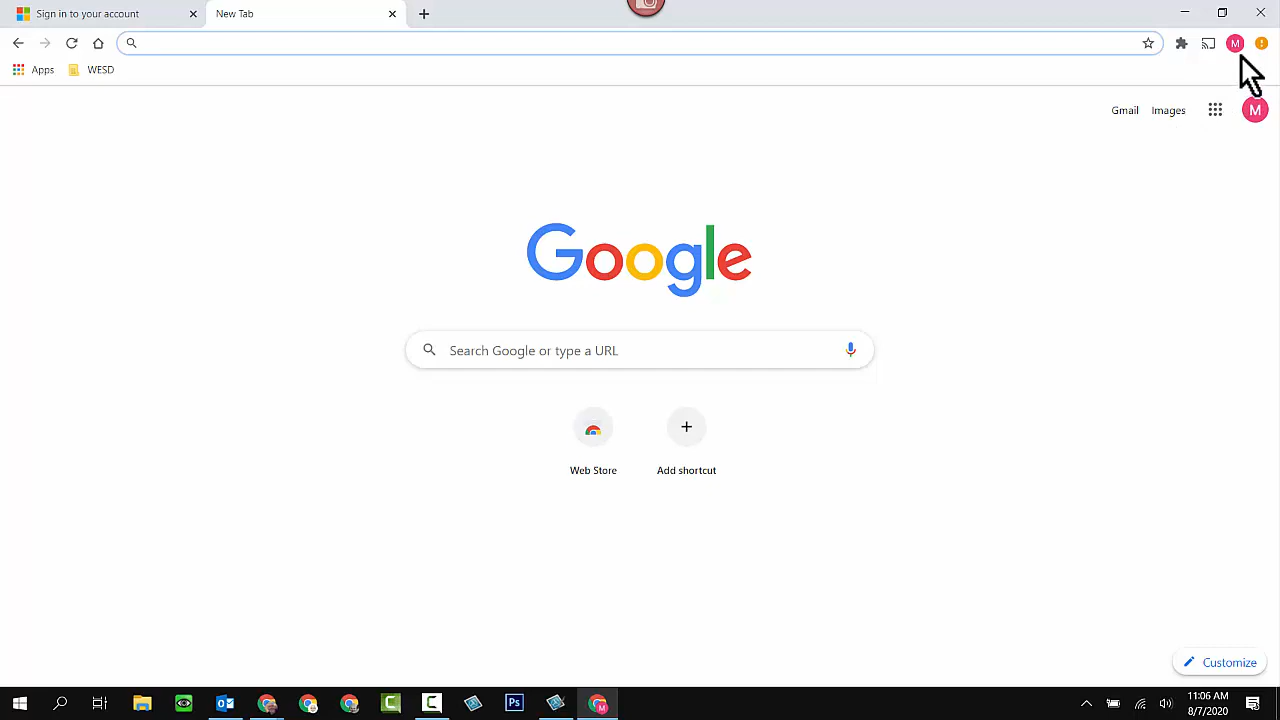 Sign in to your account
New Tab
M
Apps
WESD
Gmail
Images
M
Google
Search Google or type a URL
Web Store
Add shortcut
Customize
Ps
M
11:06 AM
8/7/2020